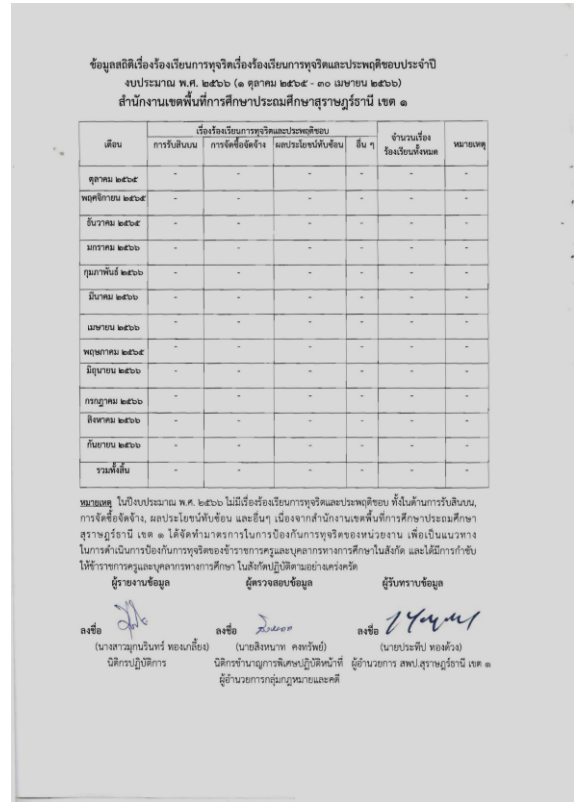 ข้อมูลสถิติเรื่องร้องเรียนการทุจริตเรื่องร้องเรียนการทุจริตและประพฤติชอบประจำปี
งบประมาณ พ.ศ. ๒๕๖๖ (๑ ตุลาคม ๒๕๖๕ - ๓๐ เมษายน ๒๕๖๖)
สำนักงานเขตพื้นที่การศึกษาประถมศึกษาสุราษฎร์ธานี เขต ๑
เดือน เรื่องร้องเรียนการทุจริตและประพฤติชอบ จำนวนเรื่องร้องเรียนทั้งหมด หมายเหตุ
การรับสินบน การจัดซื้อจัดจ้าง ผลประโยชน์ทับซ้อน อื่น ๆ
ตุลาคม ๒๕๖๕ - - - - - -
พฤศจิกายน ๒๕๖๕ - - - - - -
ธันวาคม ๒๕๖๕ - - - - - -
มกราคม ๒๕๖๖ - - - - - -
กุมภาพันธ์ ๒๕๖๖ - - - - - -
มีนาคม ๒๕๖๖ - - - - - -
เมษายน ๒๕๖๖ - - - - - -
พฤษภาคม ๒๕๖๕ - - - - - -
มิถุนายน ๒๕๖๖ - - - - - -
กรกฎาคม ๒๕๖๖ - - - - - -
สิงหาคม ๒๕๖๖ - - - - - -
กันยายน ๒๕๖๖ - - - - - -
รวมทั้งสิ้น - - - - - -
หมายเหตุ ในปีงบประมาณ พ.ศ. ๒๕๖๖ ไม่มีเรื่องร้องเรียนการทุจริตและประพฤติชอบ ทั้งในด้านการรับสินบน,
การจัดซื้อจัดจ้าง, ผลประโยชน์ทับซ้อน และอื่นๆ เนื่องจากสำนักงานเขตพื้นที่การศึกษาประถมศึกษา
สุราษฎร์ธานี เขต ๑ ได้จัดทำมาตรการในการป้องกันการทุจริตของหน่วยงาน เพื่อเป็นแนวทาง
ในการดำเนินการป้องกันการทุจริตของข้าราชการครูและบุคลากรทางการศึกษาในสังกัด และได้มีการกำชับ
ให้ข้าราชการครูและบุคลากรทางการศึกษา ในสังกัดปฏิบัติตามอย่างเคร่งครัด
ผู้รายงานข้อมูล ผู้ตรวจสอบข้อมูล ผู้รับทราบข้อมูล
ลงชื่อ ลงชื่อ ลงชื่อ
(นางสาวมุกนรินทร์ ทองเกลี้ยง) (นายสิงหนาท คงทรัพย์) (นายประทีป ทองด้วง)
นิติกรปฏิบัติการ นิติกรชำนาญการพิเศษปฏิบัติหน้าที่ ผู้อำนวยการ สพป.สุราษฎร์ธานี เขต ๑
ผู้อำนวยการกลุ่มกฎหมายและคดี